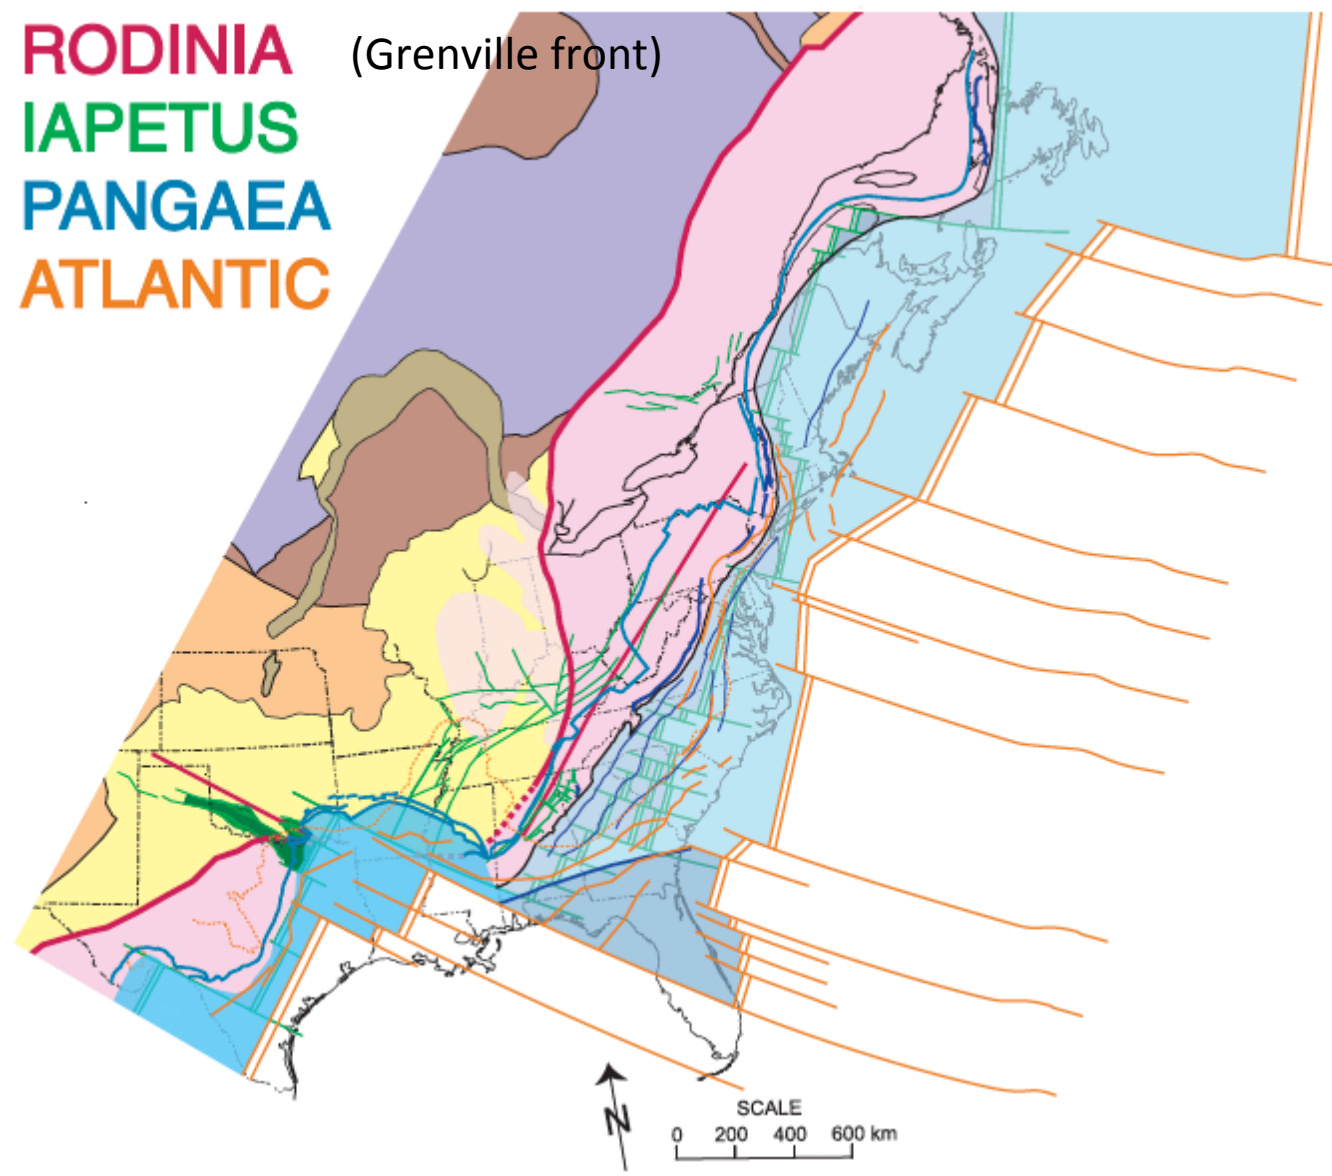 RODINIA (Grenville front)
IAPETUS
PANGAEA
ATLANTIC
N
SCALE
0 200 400 600 km